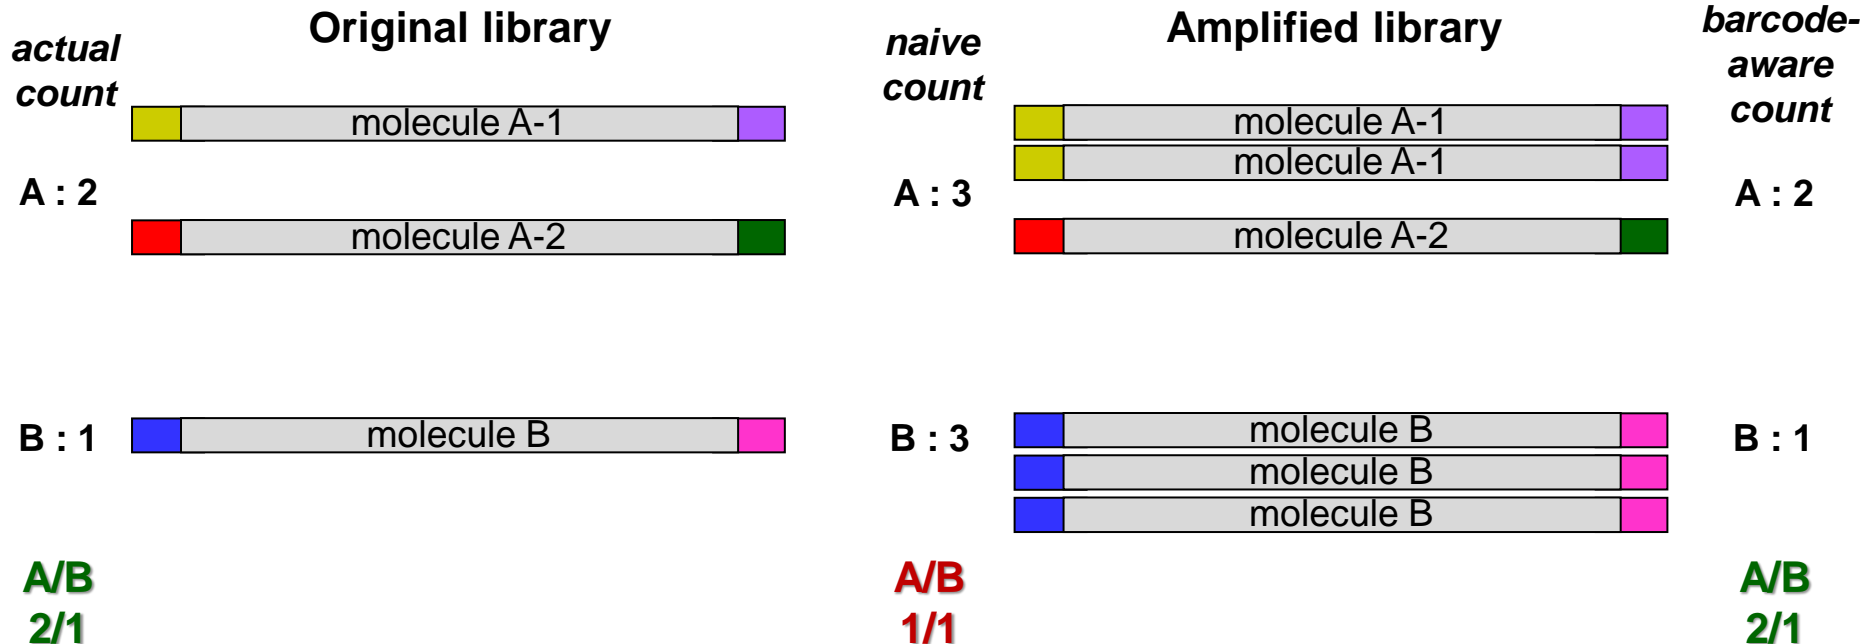 Original library
actual
count
molecule A-1
A : 2
molecule A-2
B : 1
molecule B
A/B
2/1
Amplified library
naive
count
molecule A-1
molecule A-1
A : 3
molecule A-2
B : 3
molecule B
molecule B
molecule B
A/B
1/1
barcode-
aware
count
A : 2
B : 1
A/B
2/1